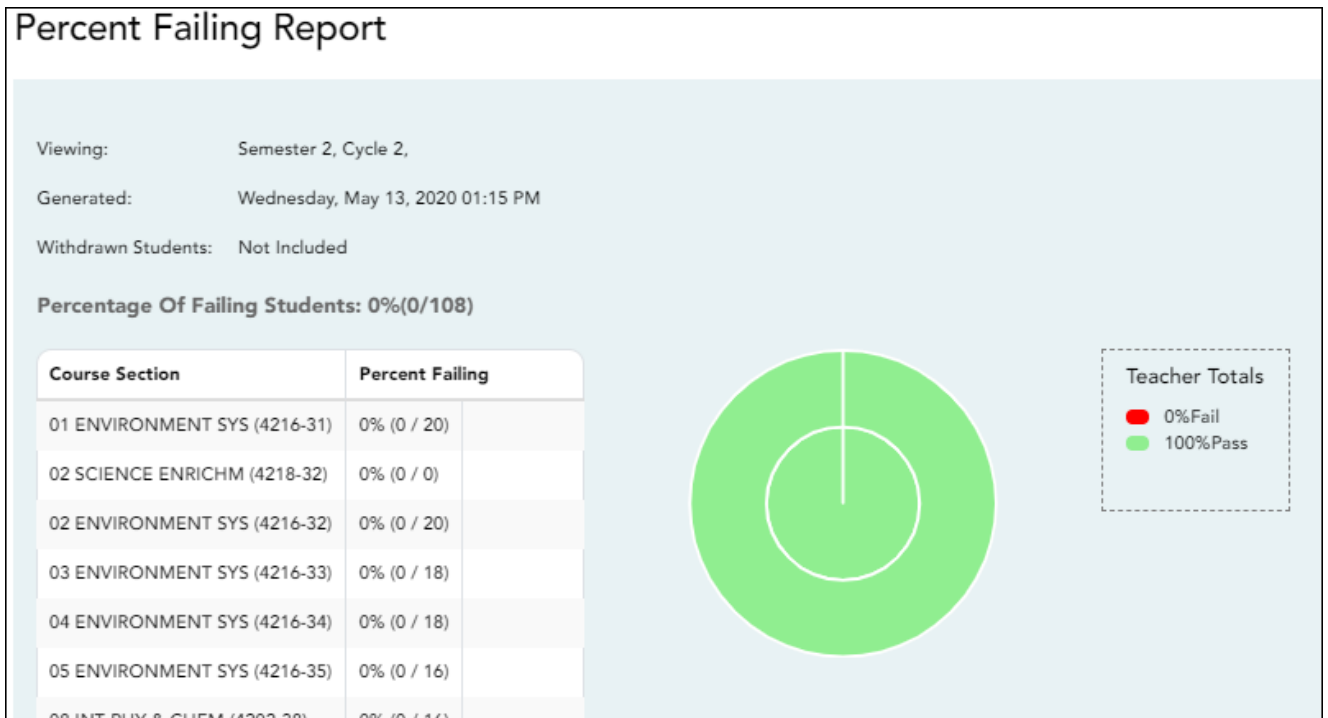 Percent Failing Report
Viewing: Semester 2, Cycle 2,
Generated: Wednesday, May 13, 2020 01:15 PM
Withdrawn Students: Not Included
Percentage Of Failing Students: 0%(0/108)
Course Section Percent Failing
01 ENVIRONMENT SYS (4216-31) 0% (0 / 20)
02 SCIENCE ENRICHM (4218-32) 0% (0 / 0)
02 ENVIRONMENT SYS (4216-32) 0% (0 / 20)
03 ENVIRONMENT SYS (4216-33) 0% (0 / 18)
04 ENVIRONMENT SYS (4216-34) 0% (0 / 18)
05 ENVIRONMENT SYS (4216-35) 0% (0 / 16)
Teacher Totals
0%Fail
100%Pass